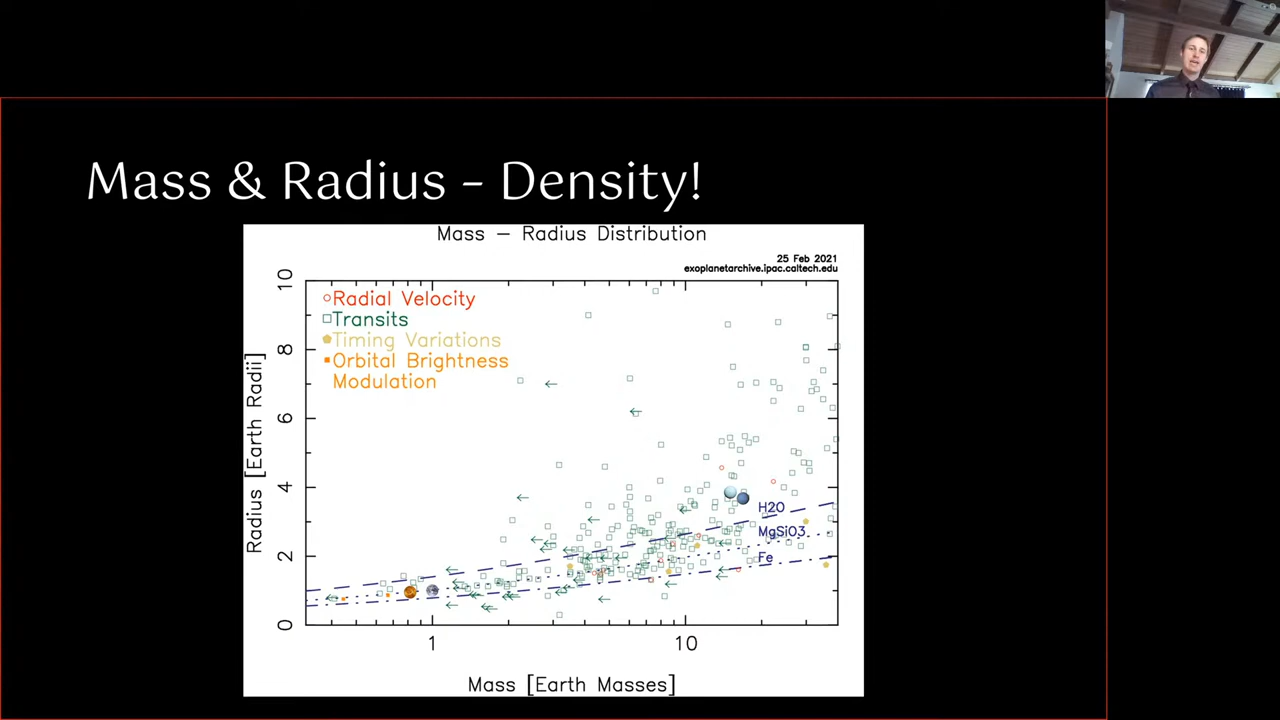 Mass & Radius – Density!
Mass – Radius Distribution
25 Feb 2021
exoplanetarchive.ipac.caltech.edu
Radial Velocity
Transits
Timing Variations
Orbital Brightness
Modulation
Radius [Earth Radii]
10
8
6
4
2
0
H2O
MgSiO3
Fe
1
10
Mass [Earth Masses]